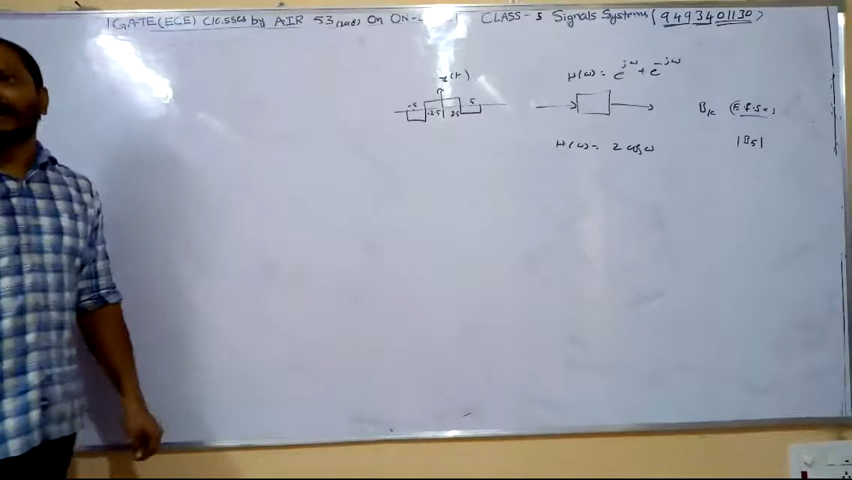 GATE(ECE) Classes by AIR 53 (2018) On ON- CLASS - 5 Signals Systems (9493401130)
x(t)
H(ω) = e^jω + e^-jω
-5 -2.5 2.5 5
B_k (E.F.S.C)
H(ω) = 2 cos ω
|B_5|